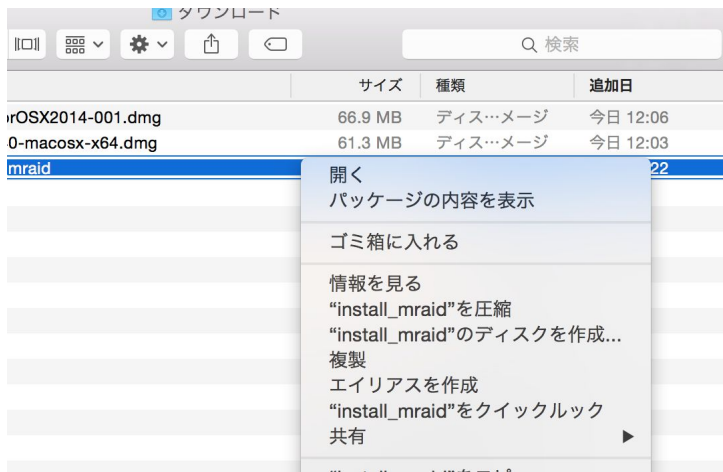 ダウンロード
検索
サイズ 種類 追加日
orOSX2014-001.dmg 66.9 MB ディス…メージ 今日 12:06
0-macosx-x64.dmg 61.3 MB ディス…メージ 今日 12:03
mraid 22
開く
パッケージの内容を表示
ゴミ箱に入れる
情報を見る
“install_mraid”を圧縮
“install_mraid”のディスクを作成...
複製
エイリアスを作成
“install_mraid”をクイックルック
共有